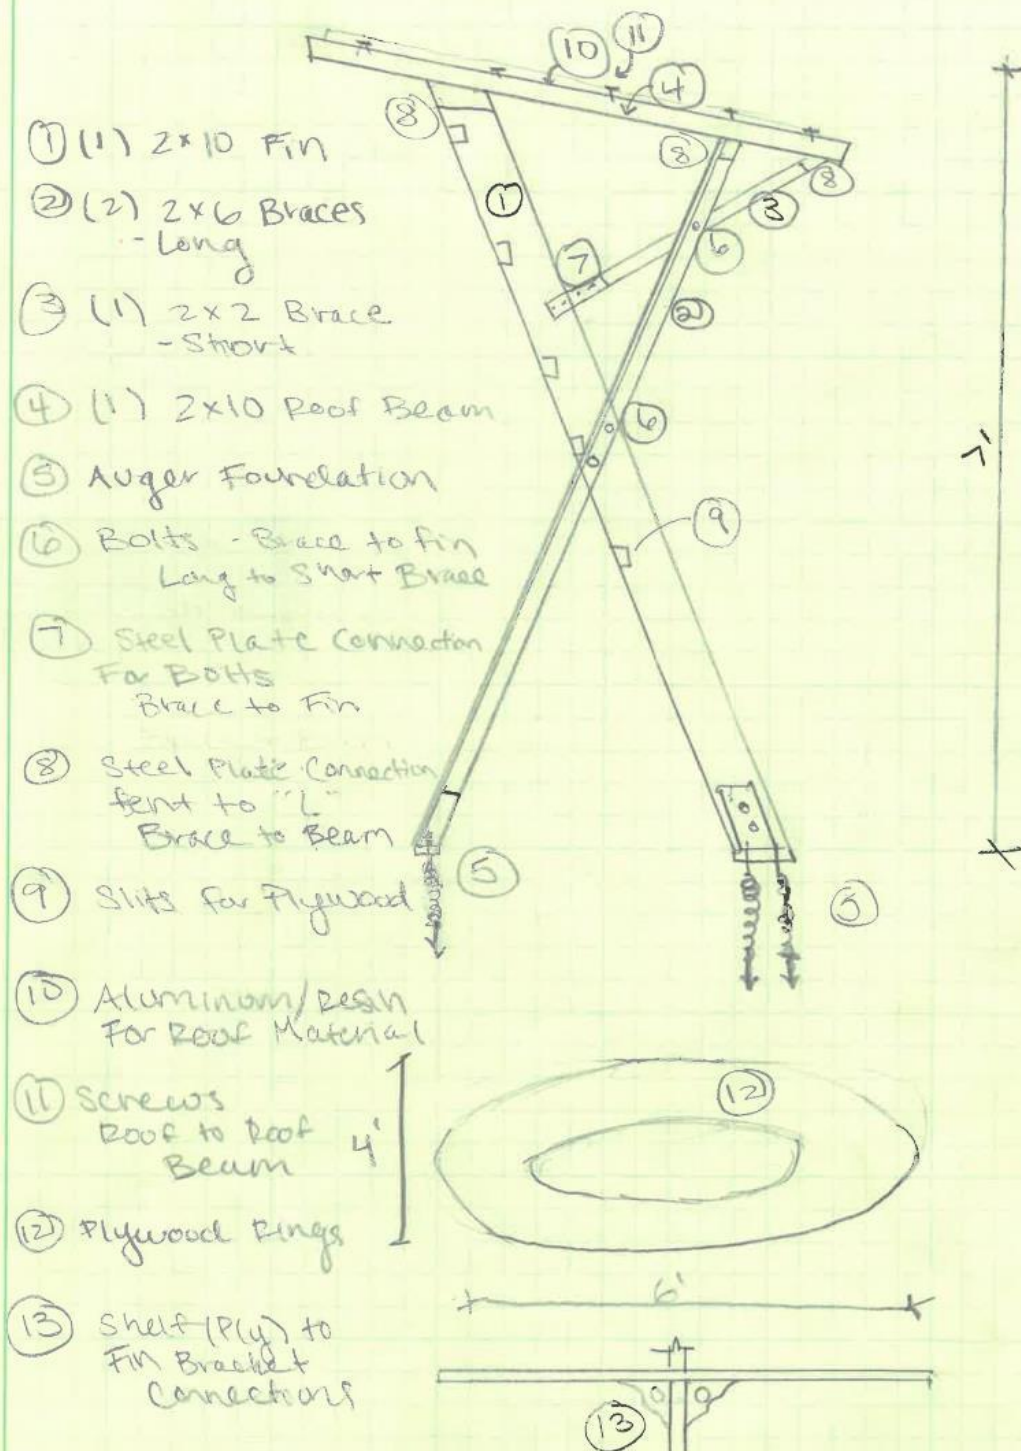 ① (1) 2x10 Fin
② (2) 2x6 Braces
- Long
③ (1) 2x2 Brace
- Short
④ (1) 2x10 Roof Beam
⑤ Auger Foundation
⑥ Bolts - Brace to fin
Long to Short Brace
⑦ Steel Plate Connection
For Bolts
Brace to Fin
⑧ Steel Plate Connection
Bent to "L"
Brace to Beam
⑨ Slits for Plywood
⑩ Aluminum/Resin
For Roof Material
⑪ Screws
Roof to Roof
Beam
⑫ Plywood Rings
⑬ Shelf (Ply) to
Fin Bracket
Connections
⑩ ⑪
④
⑧ ⑧ ⑧
① ③
⑦ ⑥
②
⑥
7'
⑨
⑤ ⑤
⑫
4'
6'
⑬